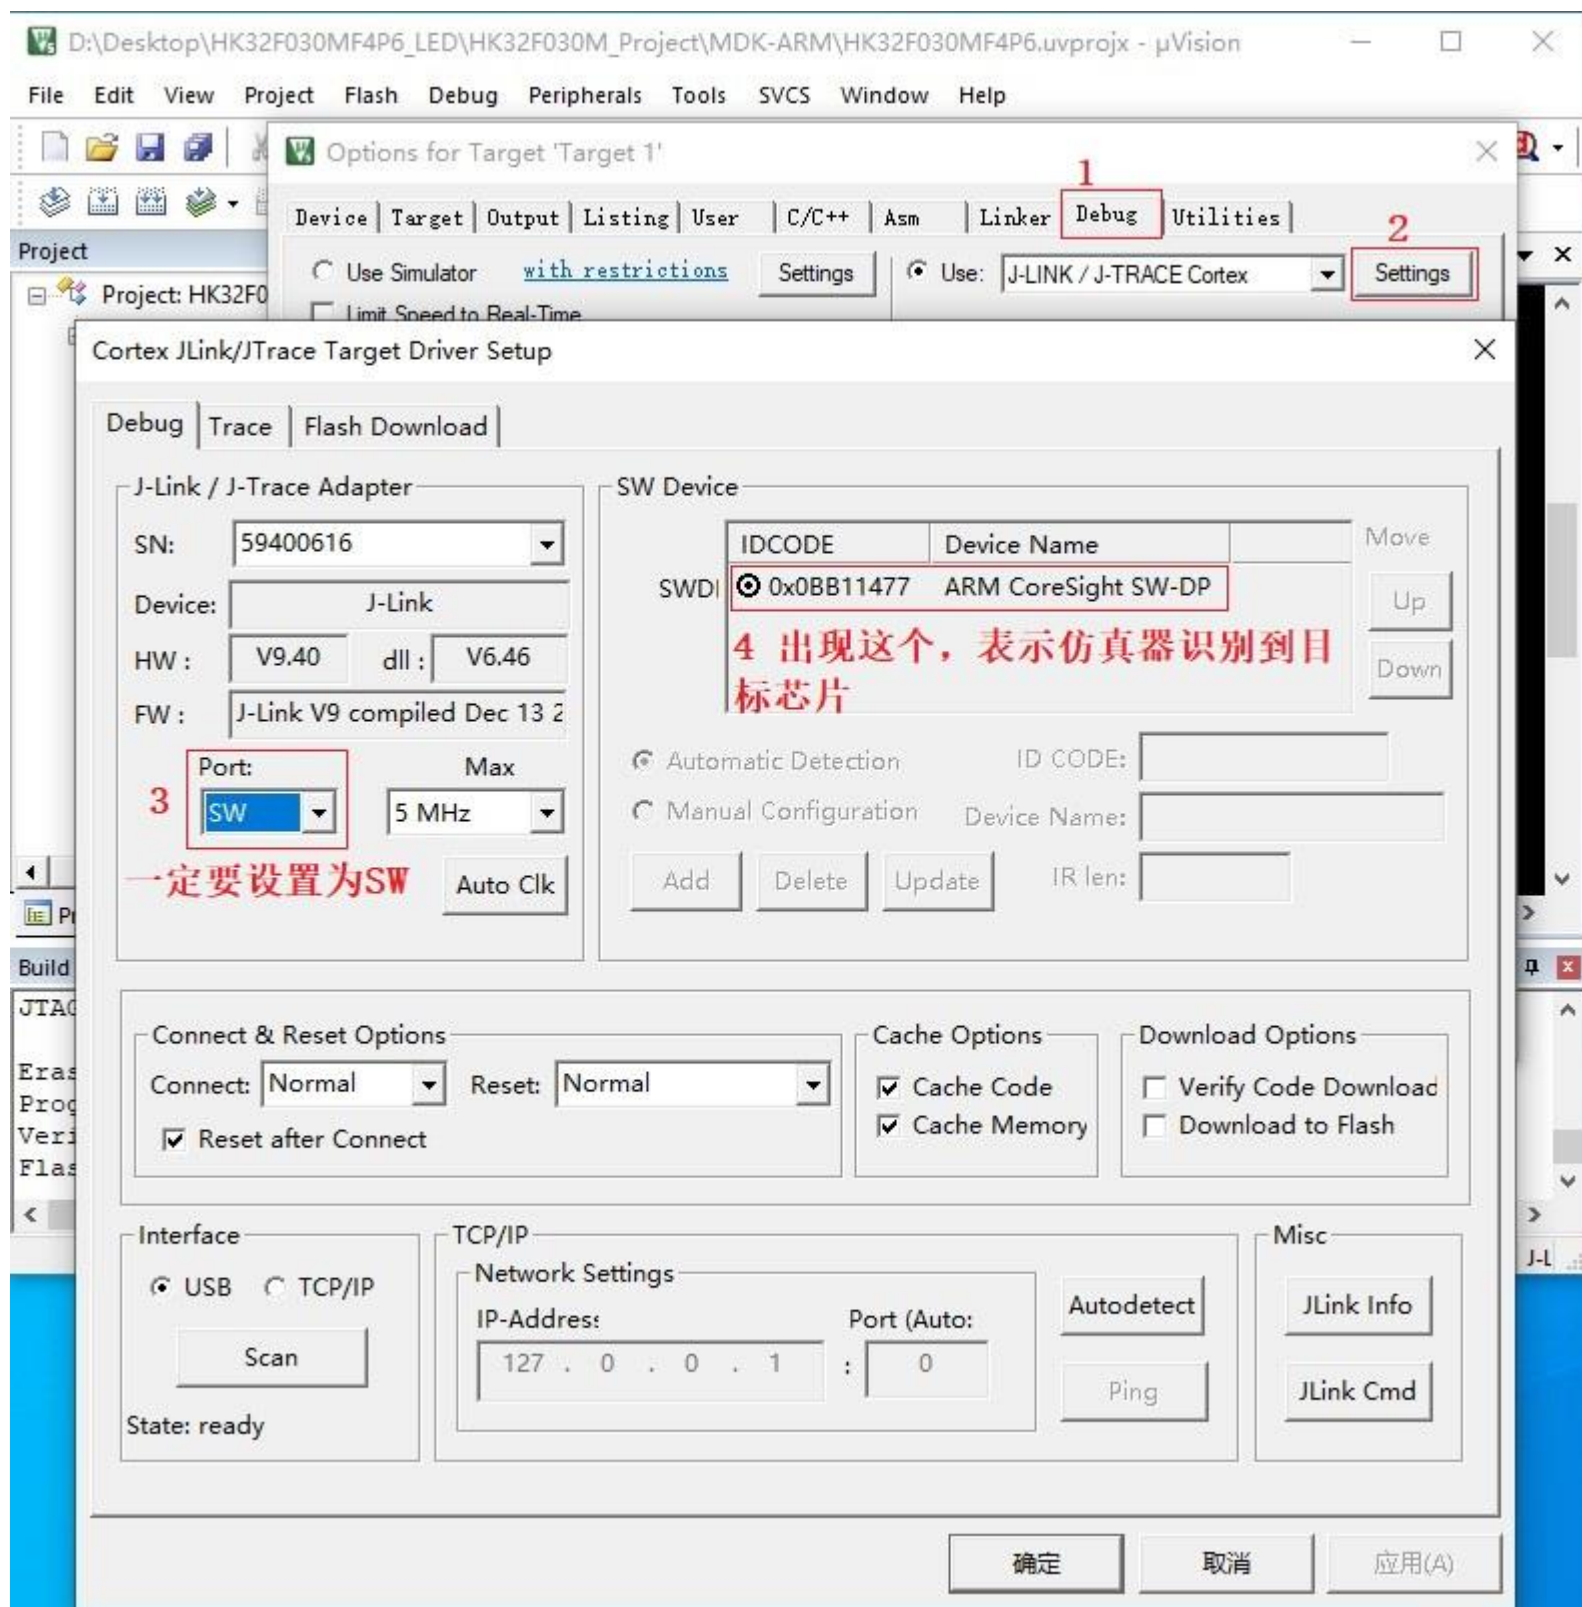 D:\Desktop\HK32F030MF4P6_LED\HK32F030M_Project\MDK-ARM\HK32F030MF4P6.uvprojx - µVision
File Edit View Project Flash Debug Peripherals Tools SVCS Window Help
Options for Target 'Target 1'
1
Device Target Output Listing User C/C++ Asm Linker Debug Utilities
2
Project
Use Simulator with restrictions Settings Use: J-LINK / J-TRACE Cortex Settings
Project: HK32F0
Limit Speed to Real-Time
Cortex JLink/JTrace Target Driver Setup
Debug Trace Flash Download
J-Link / J-Trace Adapter
SN: 59400616
Device: J-Link
HW : V9.40 dll : V6.46
FW : J-Link V9 compiled Dec 13 2
Port: Max
3 SW 5 MHz
一定要设置为SW
Auto Clk
SW Device
IDCODE Device Name
Move
SWDI 0x0BB11477 ARM CoreSight SW-DP
Up
4 出现这个，表示仿真器识别到目
标芯片
Down
Automatic Detection ID CODE:
Manual Configuration Device Name:
Add Delete Update IR len:
Build
JTAG
Eras
Prog
Veri
Flas
Connect & Reset Options
Connect: Normal Reset: Normal
Reset after Connect
Cache Options
Cache Code
Cache Memory
Download Options
Verify Code Download
Download to Flash
Interface
USB TCP/IP
Scan
State: ready
TCP/IP
Network Settings
IP-Address Port (Auto:
127 . 0 . 0 . 1 : 0
Autodetect
Ping
Misc
JLink Info
JLink Cmd
J-L
确定 取消 应用(A)